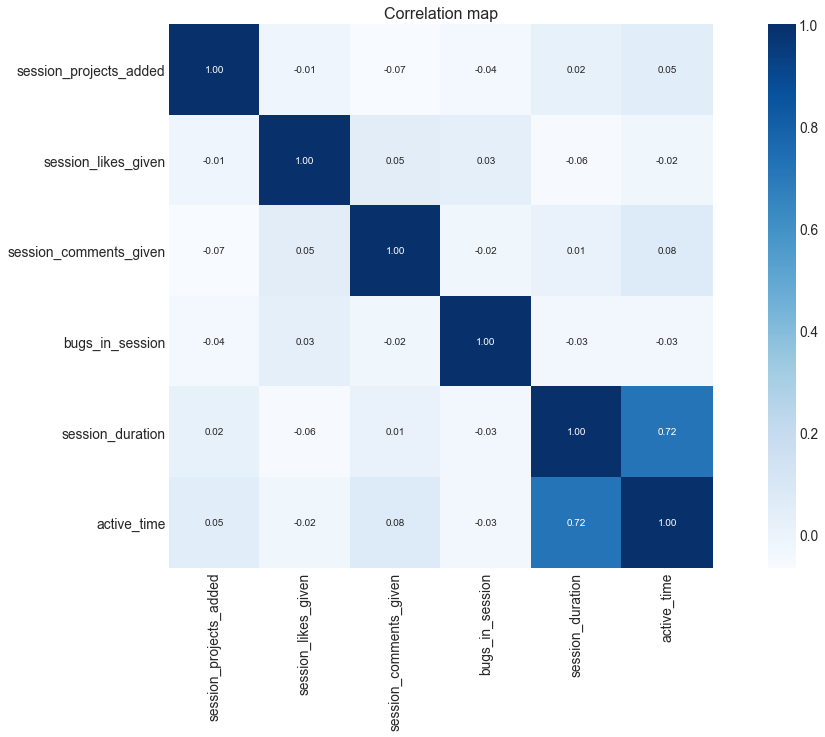 Correlation map
session_projects_added 1.00 -0.01 -0.07 -0.04 0.02 0.05
session_likes_given -0.01 1.00 0.05 0.03 -0.06 -0.02
session_comments_given -0.07 0.05 1.00 -0.02 0.01 0.08
bugs_in_session -0.04 0.03 -0.02 1.00 -0.03 -0.03
session_duration 0.02 -0.06 0.01 -0.03 1.00 0.72
active_time 0.05 -0.02 0.08 -0.03 0.72 1.00
session_projects_added
session_likes_given
session_comments_given
bugs_in_session
session_duration
active_time
1.0
0.8
0.6
0.4
0.2
0.0